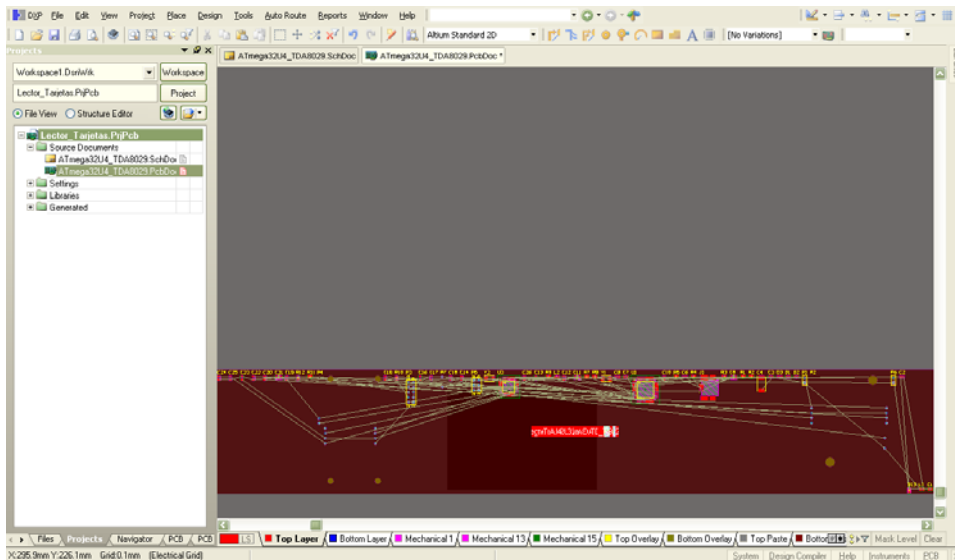 DXP File Edit View Project Place Design Tools Auto Route Reports Window Help
Altium Standard 2D [No Variations]
Projects
ATmega32U4_TDA8029.SchDoc ATmega32U4_TDA8029.PcbDoc *
Workspace1.DsnWrk Workspace
Lector_Tarjetas.PrjPcb Project
File View Structure Editor
Lector_Tarjetas.PrjPcb
Source Documents
ATmega32U4_TDA8029.SchDoc
ATmega32U4_TDA8029.PcbDoc
Settings
Libraries
Generated
Files Projects Navigator PCB PCB
LS Top Layer Bottom Layer Mechanical 1 Mechanical 13 Mechanical 15 Top Overlay Bottom Overlay Top Paste Bottor Mask Level Clear
X:295.9mm Y:226.1mm Grid:0.1mm (Electrical Grid)
System Design Compiler Help Instruments PCB